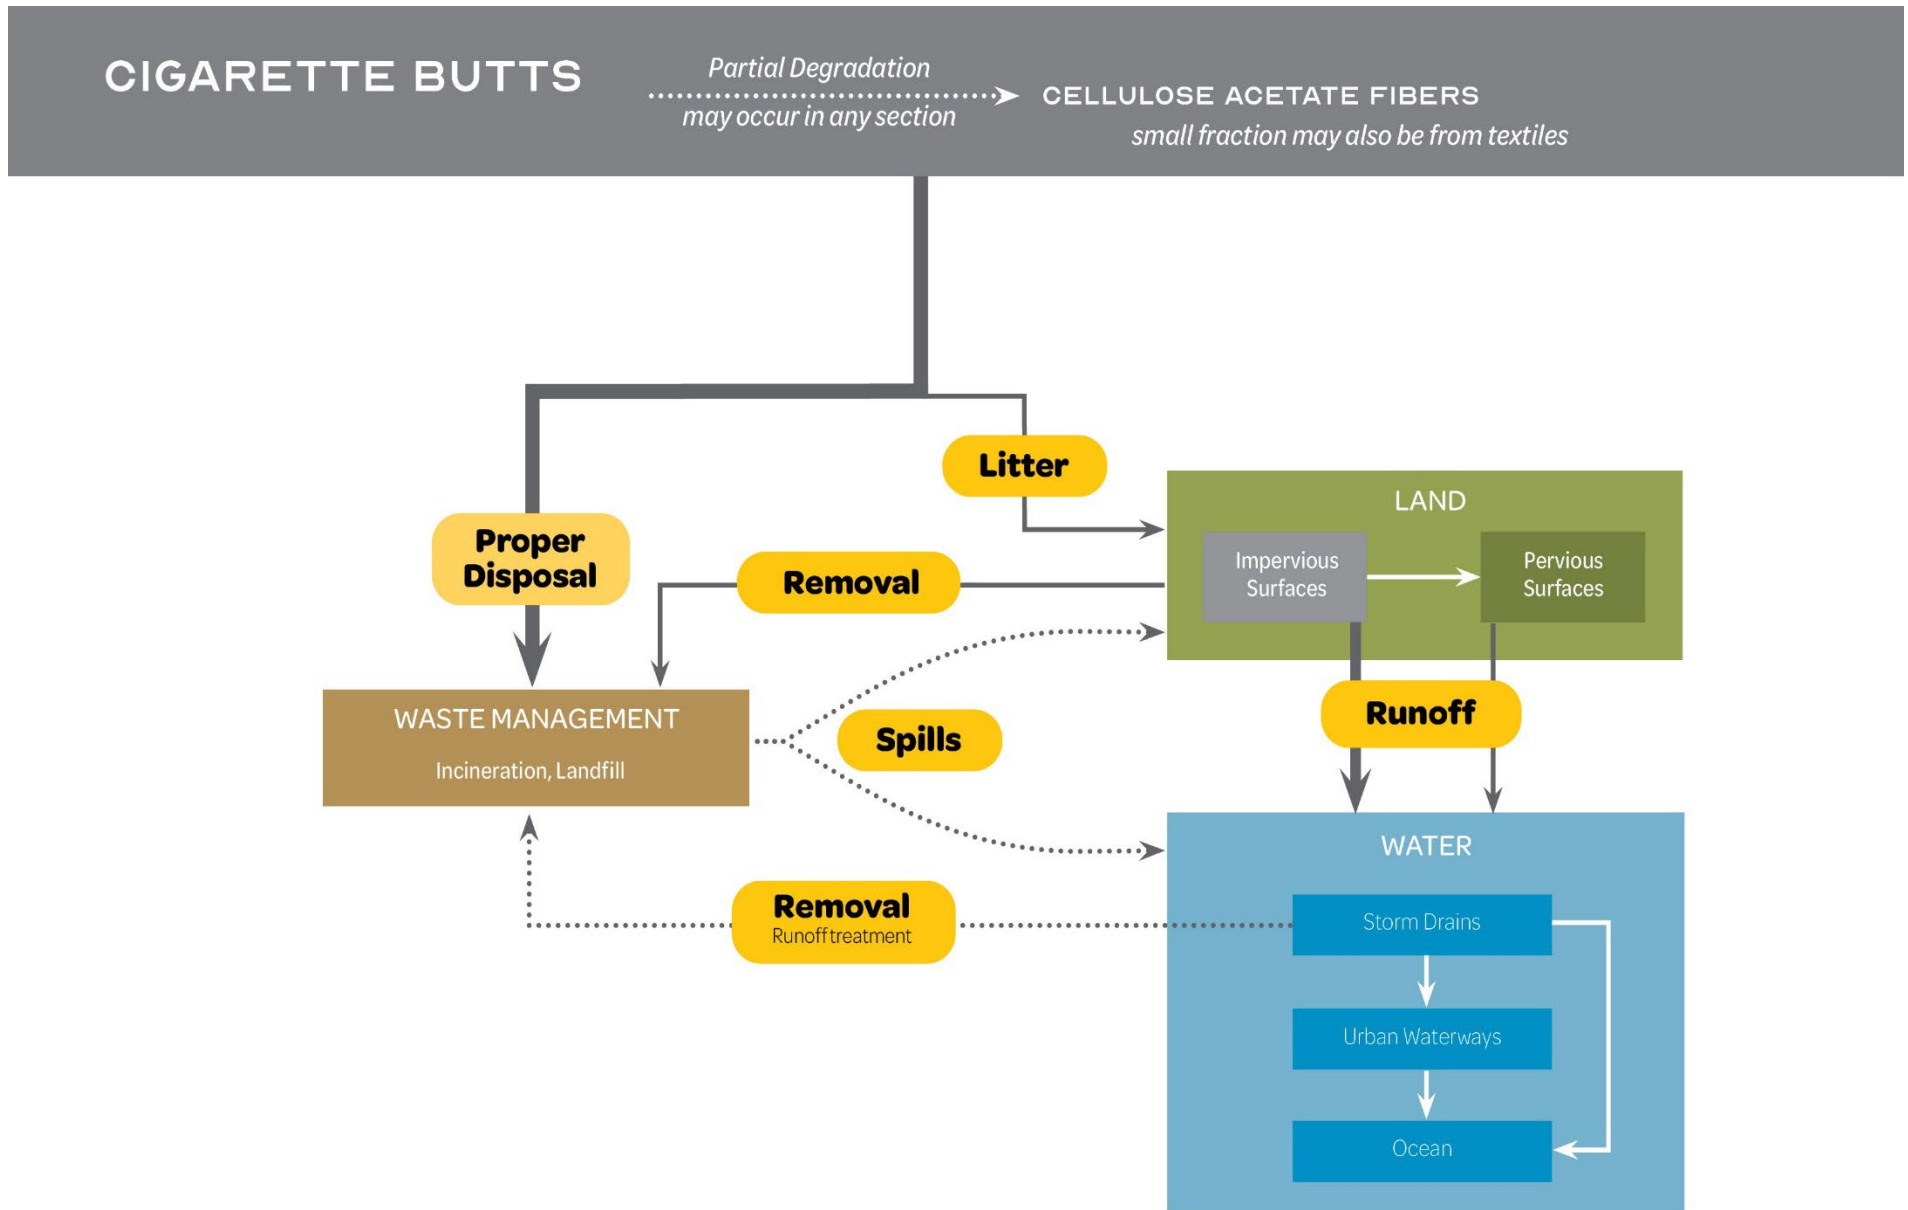 CIGARETTE BUTTS
Partial Degradation
may occur in any section
CELLULOSE ACETATE FIBERS
small fraction may also be from textiles
Litter
Proper
Disposal
Removal
LAND
Impervious
Surfaces
Pervious
Surfaces
WASTE MANAGEMENT
Incineration, Landfill
Spills
Runoff
Removal
Runoff treatment
WATER
Storm Drains
Urban Waterways
Ocean